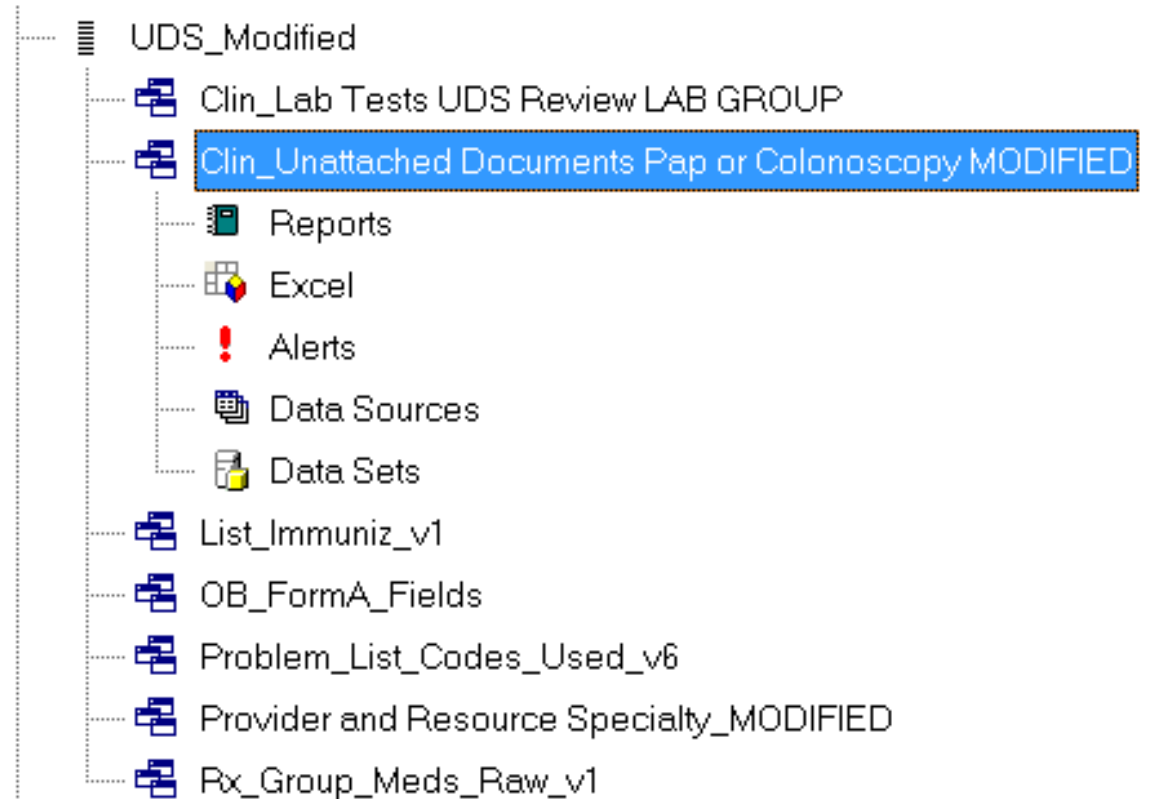 UDS_Modified
Clin_Lab Tests UDS Review LAB GROUP
Clin_Unattached Documents Pap or Colonoscopy MODIFIED
Reports
Excel
Alerts
Data Sources
Data Sets
List_Immuniz_v1
OB_FormA_Fields
Problem_List_Codes_Used_v6
Provider and Resource Specialty_MODIFIED
Rx_Group_Meds_Raw_v1